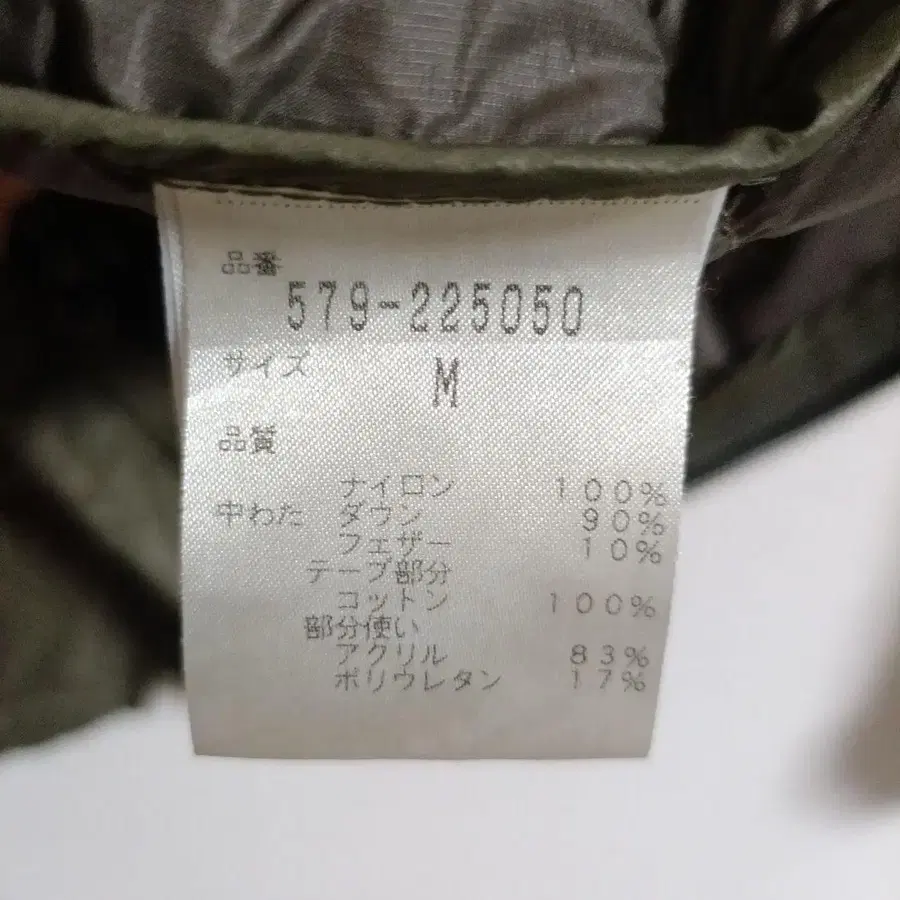 品番
579-225050
サイズ M
品質
ナイロン 100%
中わた ダウン 90%
フェザー 10%
テープ部分
コットン 100%
部分使い
アクリル 83%
ポリウレタン 17%